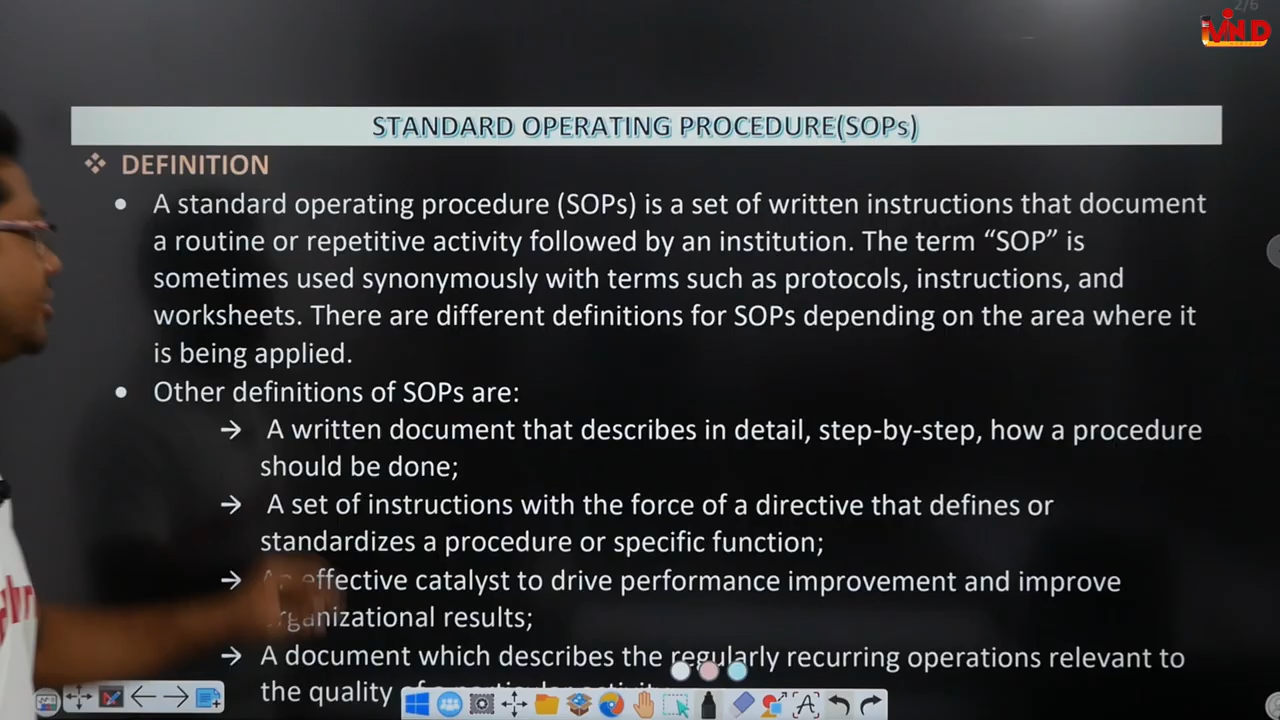 2/6
iVND
STANDARD OPERATING PROCEDURE(SOPs)
DEFINITION
A standard operating procedure (SOPs) is a set of written instructions that document
a routine or repetitive activity followed by an institution. The term “SOP” is
sometimes used synonymously with terms such as protocols, instructions, and
worksheets. There are different definitions for SOPs depending on the area where it
is being applied.
Other definitions of SOPs are:
→ A written document that describes in detail, step-by-step, how a procedure
should be done;
→ A set of instructions with the force of a directive that defines or
standardizes a procedure or specific function;
→ An effective catalyst to drive performance improvement and improve
organizational results;
→ A document which describes the regularly recurring operations relevant to
the quality